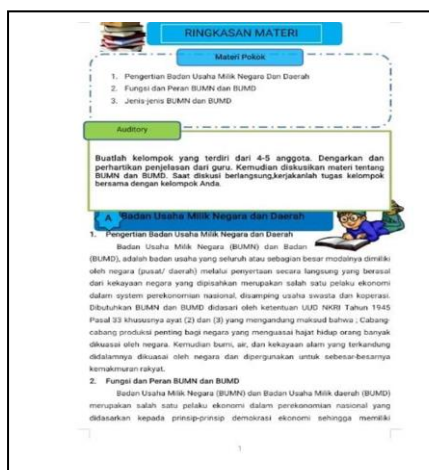 RINGKASAN MATERI
Materi Pokok
1. Pengertian Badan Usaha Milik Negara Dan Daerah
2. Fungsi dan Peran BUMN dan BUMD
3. Jenis-jenis BUMN dan BUMD
Auditory
Buatlah kelompok yang terdiri dari 4-5 anggota. Dengarkan dan
perhartikan penjelasan dari guru. Kemudian diskusikan materi tentang
BUMN dan BUMD. Saat diskusi berlangsung,kerjakanlah tugas kelompok
bersama dengan kelompok Anda.
A Badan Usaha Milik Negara dan Daerah
1. Pengertian Badan Usaha Milik Negara dan Daerah
Badan Usaha Milik Negara (BUMN) dan Badan
(BUMD), adalah badan usaha yang seluruh atau sebagian besar modalnya dimiliki
oleh negara (pusat/ daerah) melalui penyertaan secara langsung yang berasal
dari kekayaan negara yang dipisahkan merupakan salah satu pelaku ekonomi
dalam system perekonomian nasional, disamping usaha swasta dan koperasi.
Dibutuhkan BUMN dan BUMD didasari oleh ketentuan UUD NKRI Tahun 1945
Pasal 33 khususnya ayat (2) dan (3) yang mengandung maksud bahwa ; Cabang-
cabang produksi penting bagi negara yang menguasai hajat hidup orang banyak
dikuasai oleh negara. Kemudian bumi, air, dan kekayaan alam yang terkandung
didalamnya dikuasai oleh negara dan dipergunakan untuk sebesar-besarnya
kemakmuran rakyat.
2. Fungsi dan Peran BUMN dan BUMD
Badan Usaha Milik Negara (BUMN) dan Badan Usaha Milik daerah (BUMD)
merupakan salah satu pelaku ekonomi dalam perekonomian nasional yang
didasarkan kepada prinsip-prinsip demokrasi ekonomi sehingga memiliki
1